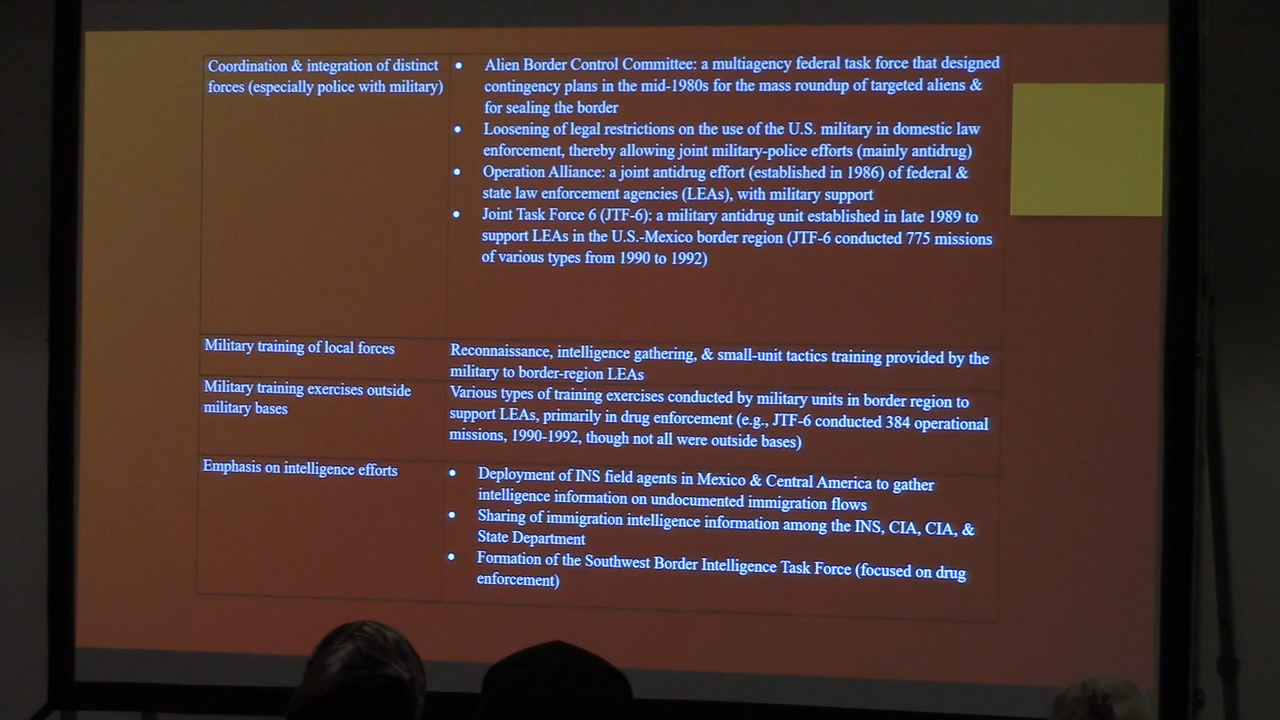 Coordination & integration of distinct
forces (especially police with military)
• Alien Border Control Committee: a multiagency federal task force that designed
contingency plans in the mid-1980s for the mass roundup of targeted aliens &
for sealing the border
• Loosening of legal restrictions on the use of the U.S. military in domestic law
enforcement, thereby allowing joint military-police efforts (mainly antidrug)
• Operation Alliance: a joint antidrug effort (established in 1986) of federal &
state law enforcement agencies (LEAs), with military support
• Joint Task Force 6 (JTF-6): a military antidrug unit established in late 1989 to
support LEAs in the U.S.-Mexico border region (JTF-6 conducted 775 missions
of various types from 1990 to 1992)
Military training of local forces
Reconnaissance, intelligence gathering, & small-unit tactics training provided by the
military to border-region LEAs
Military training exercises outside
military bases
Various types of training exercises conducted by military units in border region to
support LEAs, primarily in drug enforcement (e.g., JTF-6 conducted 384 operational
missions, 1990-1992, though not all were outside bases)
Emphasis on intelligence efforts
• Deployment of INS field agents in Mexico & Central America to gather
intelligence information on undocumented immigration flows
• Sharing of immigration intelligence information among the INS, CIA, CIA, &
State Department
• Formation of the Southwest Border Intelligence Task Force (focused on drug
enforcement)